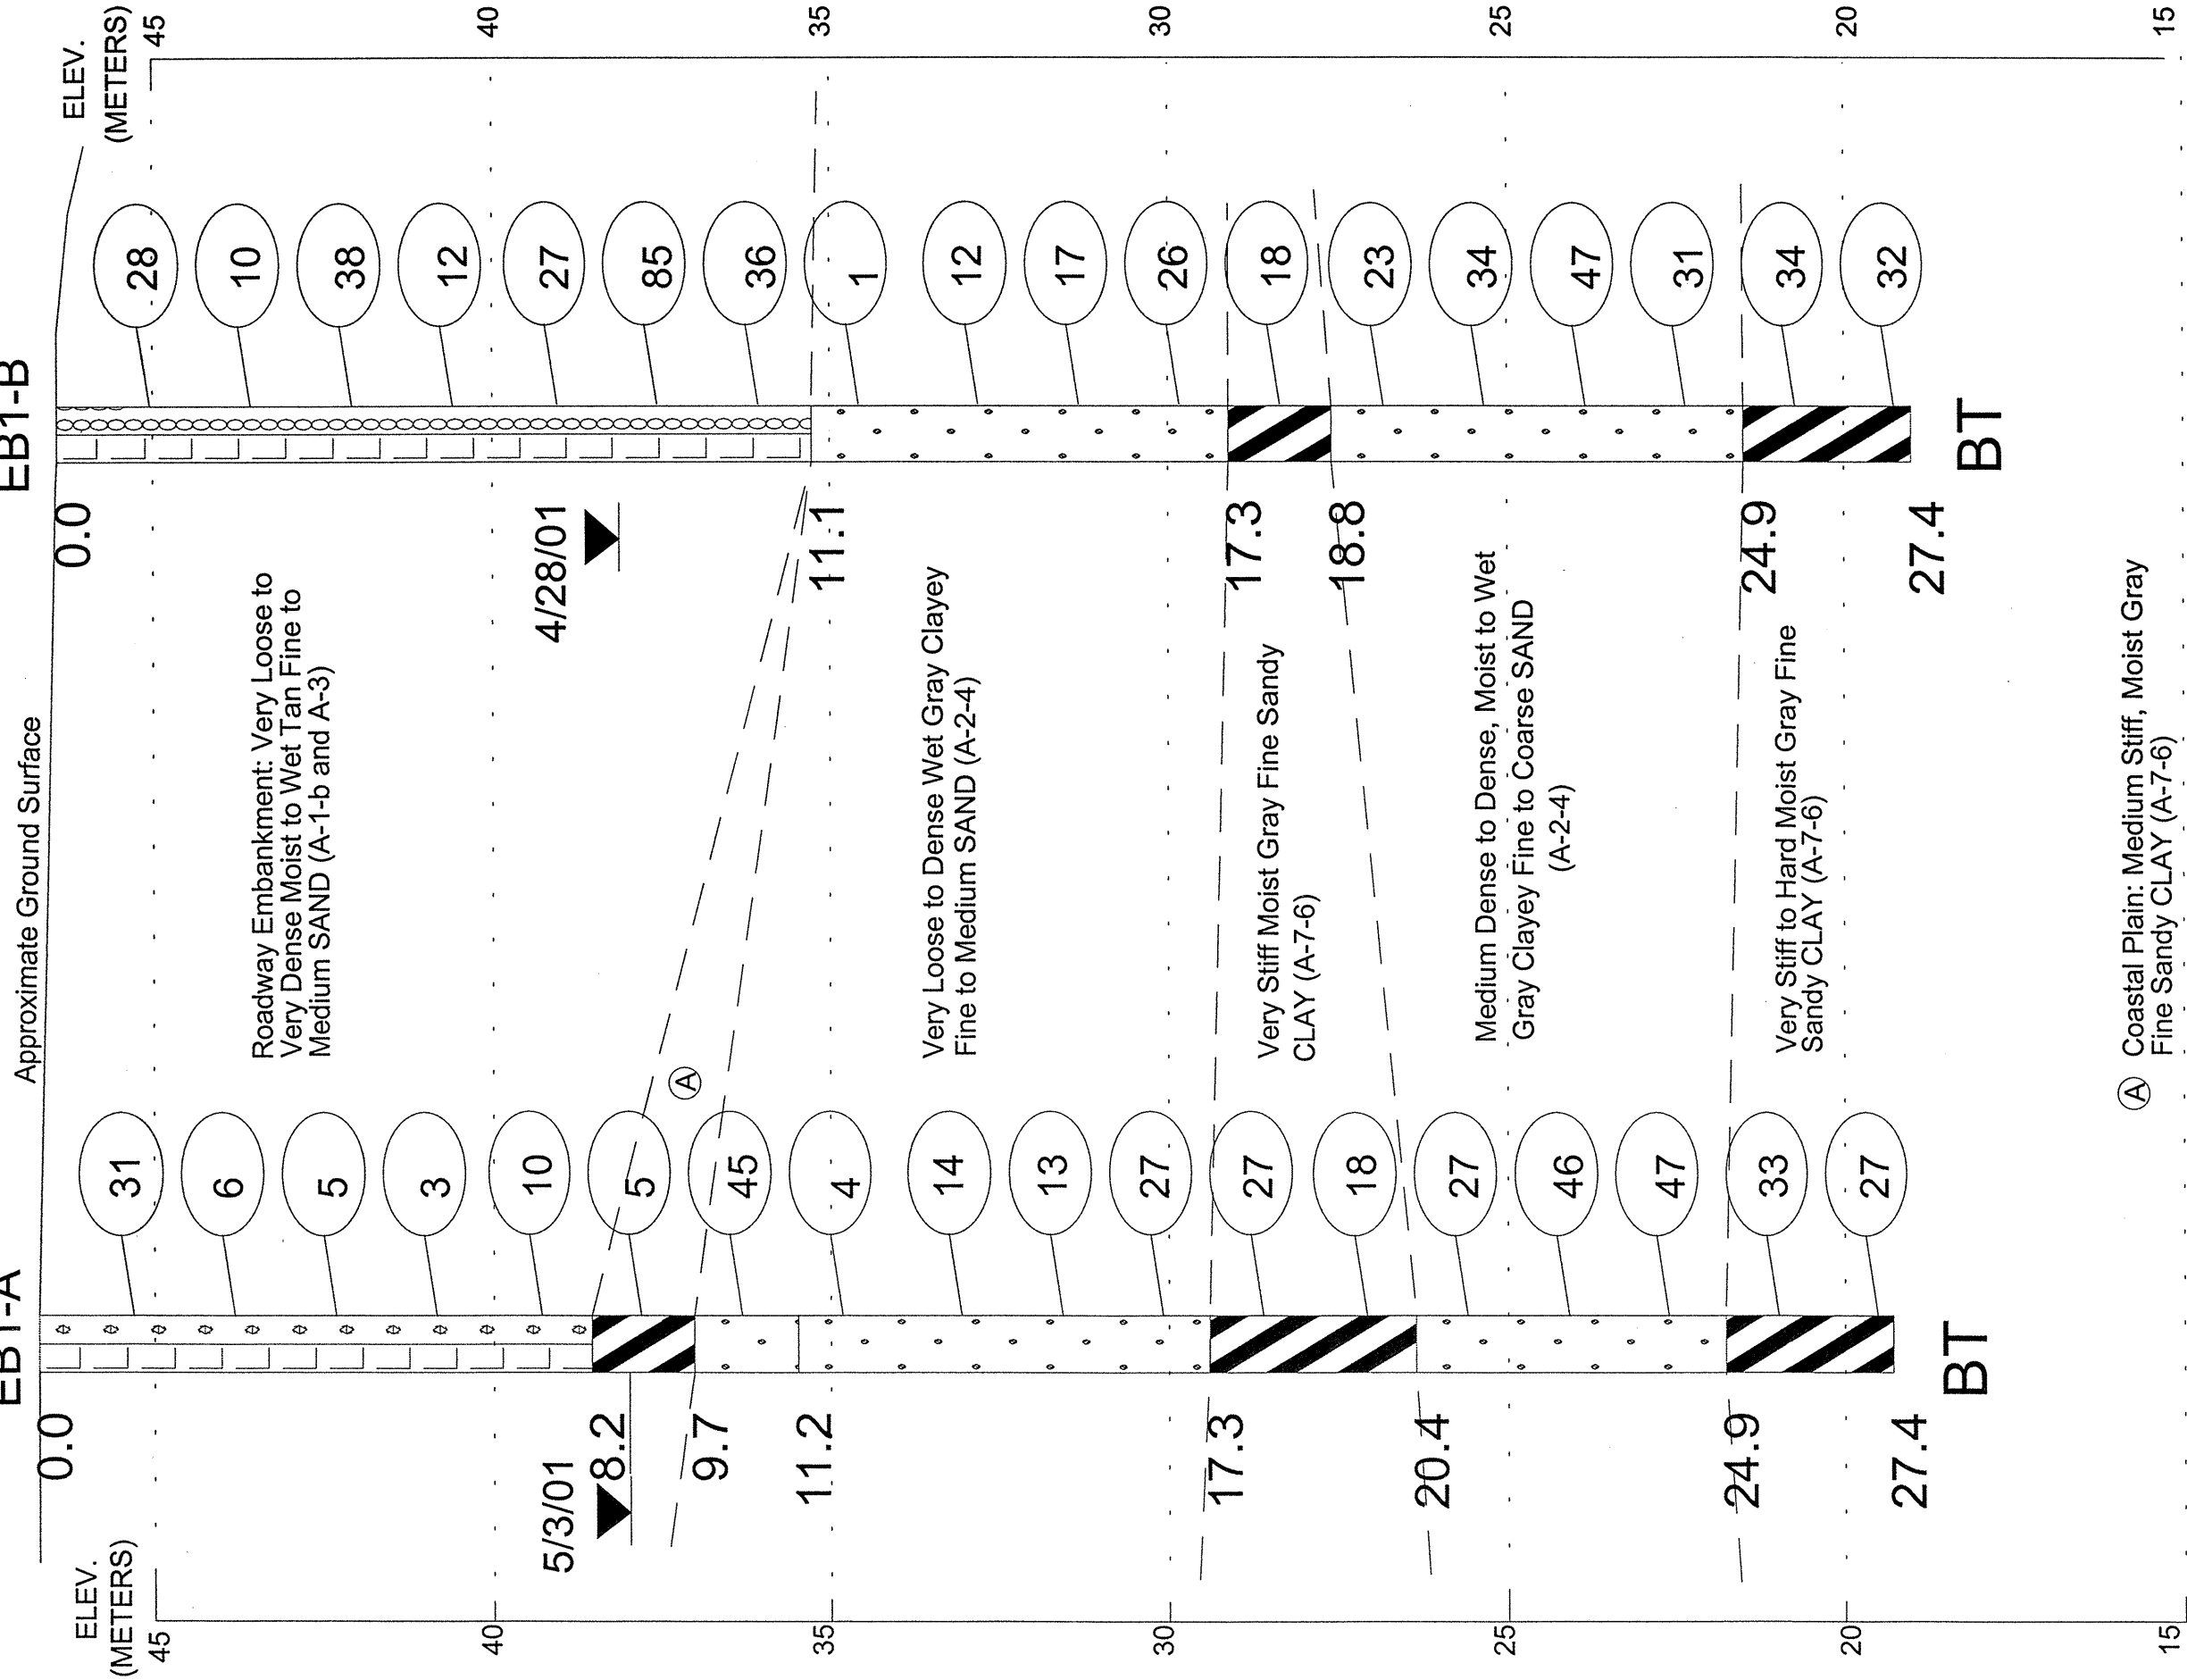 EB1-A
EB1-B
Approximate Ground Surface
ELEV.
(METERS)
45
40
35
30
25
20
15
0.0
5/3/01
8.2
9.7
11.2
17.3
20.4
24.9
27.4
BT
31
6
5
3
10
5
45
4
14
13
27
27
18
27
46
47
33
27
Roadway Embankment: Very Loose to
Very Dense Moist to Wet Tan Fine to
Medium SAND (A-1-b and A-3)
A
Very Loose to Dense Wet Gray Clayey
Fine to Medium SAND (A-2-4)
Very Stiff Moist Gray Fine Sandy
CLAY (A-7-6)
Medium Dense to Dense, Moist to Wet
Gray Clayey Fine to Coarse SAND
(A-2-4)
Very Stiff to Hard Moist Gray Fine
Sandy CLAY (A-7-6)
A Coastal Plain: Medium Stiff, Moist Gray
Fine Sandy CLAY (A-7-6)
0.0
4/28/01
11.1
17.3
18.8
24.9
27.4
BT
28
10
38
12
27
85
36
1
12
17
26
18
23
34
47
31
34
32
ELEV.
(METERS)
45
40
35
30
25
20
15